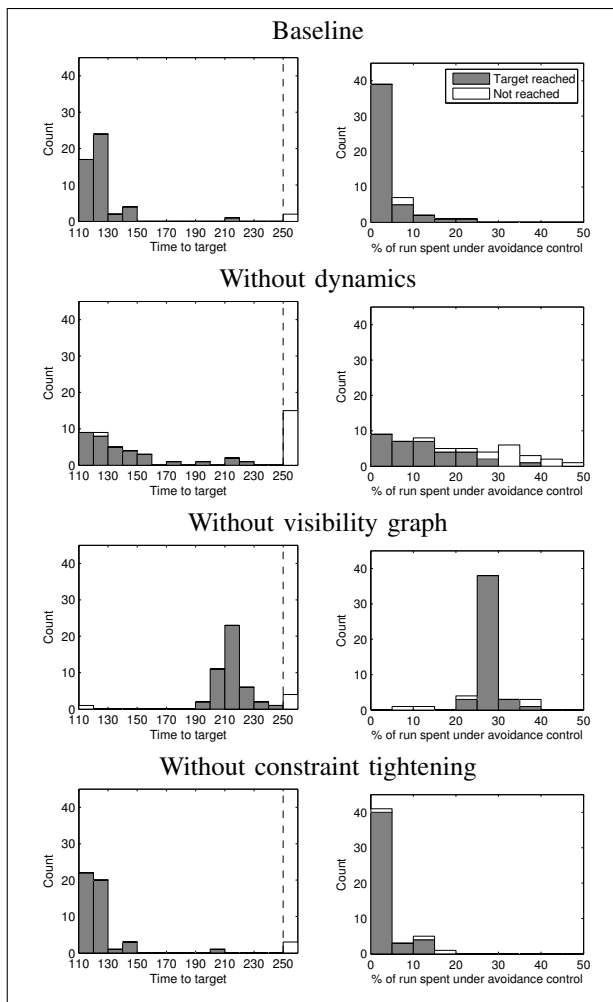 Baseline
40
30
20
10
0
Count
110 130 150 170 190 210 230 250
Time to target
40
30
20
10
0
Count
Target reached
Not reached
0 10 20 30 40 50
% of run spent under avoidance control
Without dynamics
40
30
20
10
0
Count
110 130 150 170 190 210 230 250
Time to target
40
30
20
10
0
Count
0 10 20 30 40 50
% of run spent under avoidance control
Without visibility graph
40
30
20
10
0
Count
110 130 150 170 190 210 230 250
Time to target
40
30
20
10
0
Count
0 10 20 30 40 50
% of run spent under avoidance control
Without constraint tightening
40
30
20
10
0
Count
110 130 150 170 190 210 230 250
Time to target
40
30
20
10
0
Count
0 10 20 30 40 50
% of run spent under avoidance control